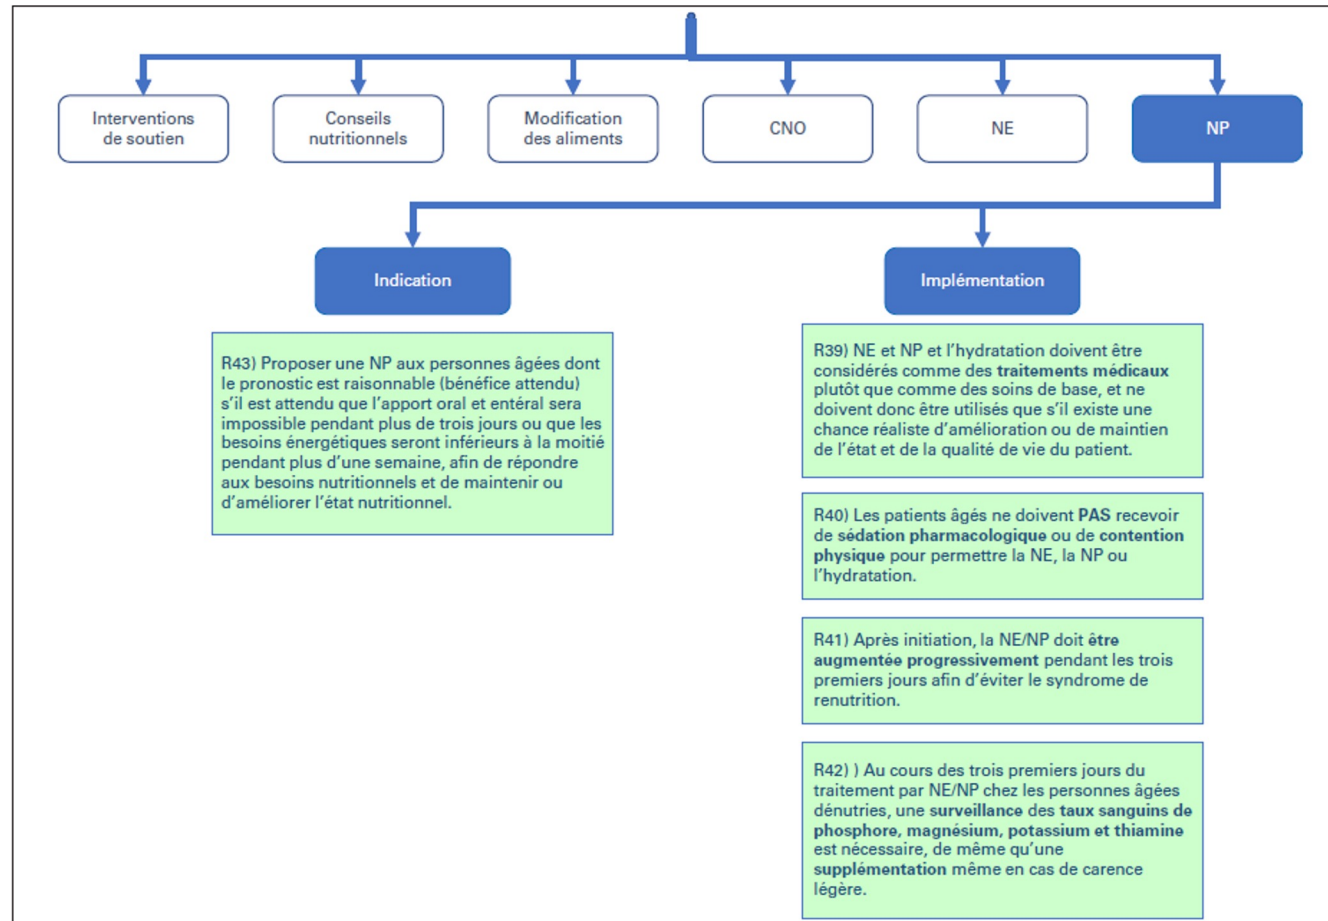 Interventions
de soutien
Conseils
nutritionnels
Modification
des aliments
CNO
NE
NP
Indication
Implémentation
R43) Proposer une NP aux personnes âgées dont
le pronostic est raisonnable (bénéfice attendu)
s'il est attendu que l'apport oral et entéral sera
impossible pendant plus de trois jours ou que les
besoins énergétiques seront inférieurs à la moitié
pendant plus d'une semaine, afin de répondre
aux besoins nutritionnels et de maintenir ou
d'améliorer l'état nutritionnel.
R39) NE et NP et l'hydratation doivent être
considérés comme des traitements médicaux
plutôt que comme des soins de base, et ne
doivent donc être utilisés que s'il existe une
chance réaliste d'amélioration ou de maintien
de l'état et de la qualité de vie du patient.
R40) Les patients âgés ne doivent PAS recevoir
de sédation pharmacologique ou de contention
physique pour permettre la NE, la NP ou
l'hydratation.
R41) Après initiation, la NE/NP doit être
augmentée progressivement pendant les trois
premiers jours afin d'éviter le syndrome de
renutrition.
R42) ) Au cours des trois premiers jours du
traitement par NE/NP chez les personnes âgées
dénutries, une surveillance des taux sanguins de
phosphore, magnésium, potassium et thiamine
est nécessaire, de même qu'une
supplémentation même en cas de carence
légère.